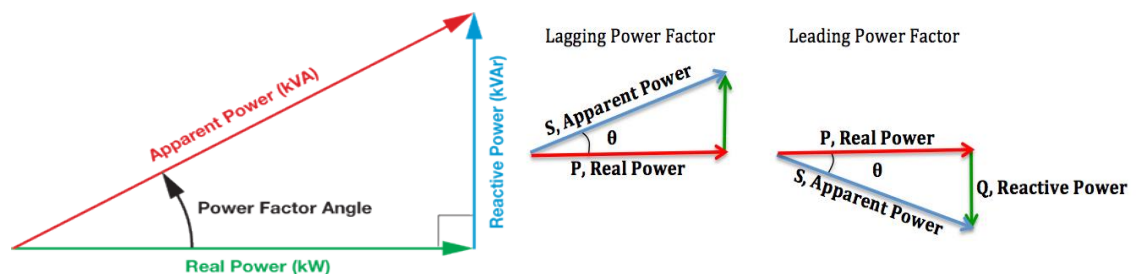 Apparent Power (kVA)
Reactive Power (kVAr)
Power Factor Angle
Real Power (kW)
Lagging Power Factor
S, Apparent Power
θ
P, Real Power
Leading Power Factor
P, Real Power
θ
S, Apparent Power
Q, Reactive Power